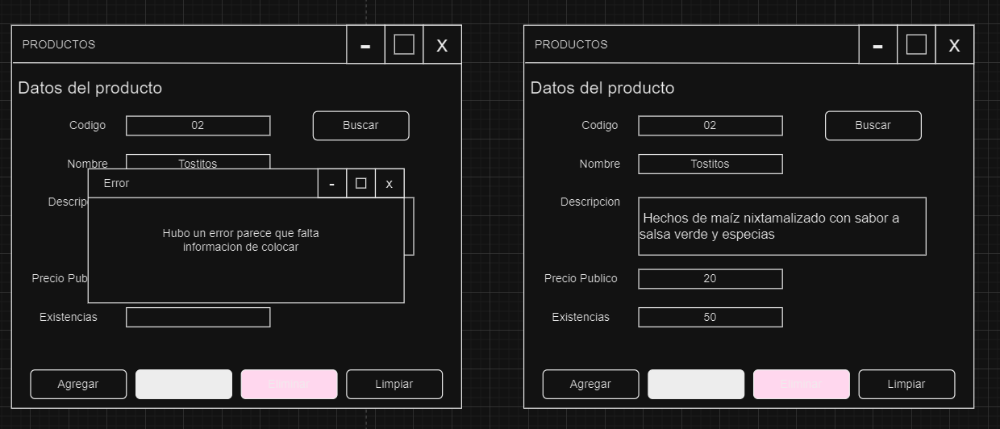 PRODUCTOS
-
X
Datos del producto
Codigo
02
Buscar
Nombre
Tostitos
Error
-
x
Descrip
Hubo un error parece que falta
informacion de colocar
Precio Pub
Existencias
Agregar
Eliminar
Limpiar
PRODUCTOS
-
X
Datos del producto
Codigo
02
Buscar
Nombre
Tostitos
Descripcion
Hechos de maíz nixtamalizado con sabor a
salsa verde y especias
Precio Publico
20
Existencias
50
Agregar
Eliminar
Limpiar